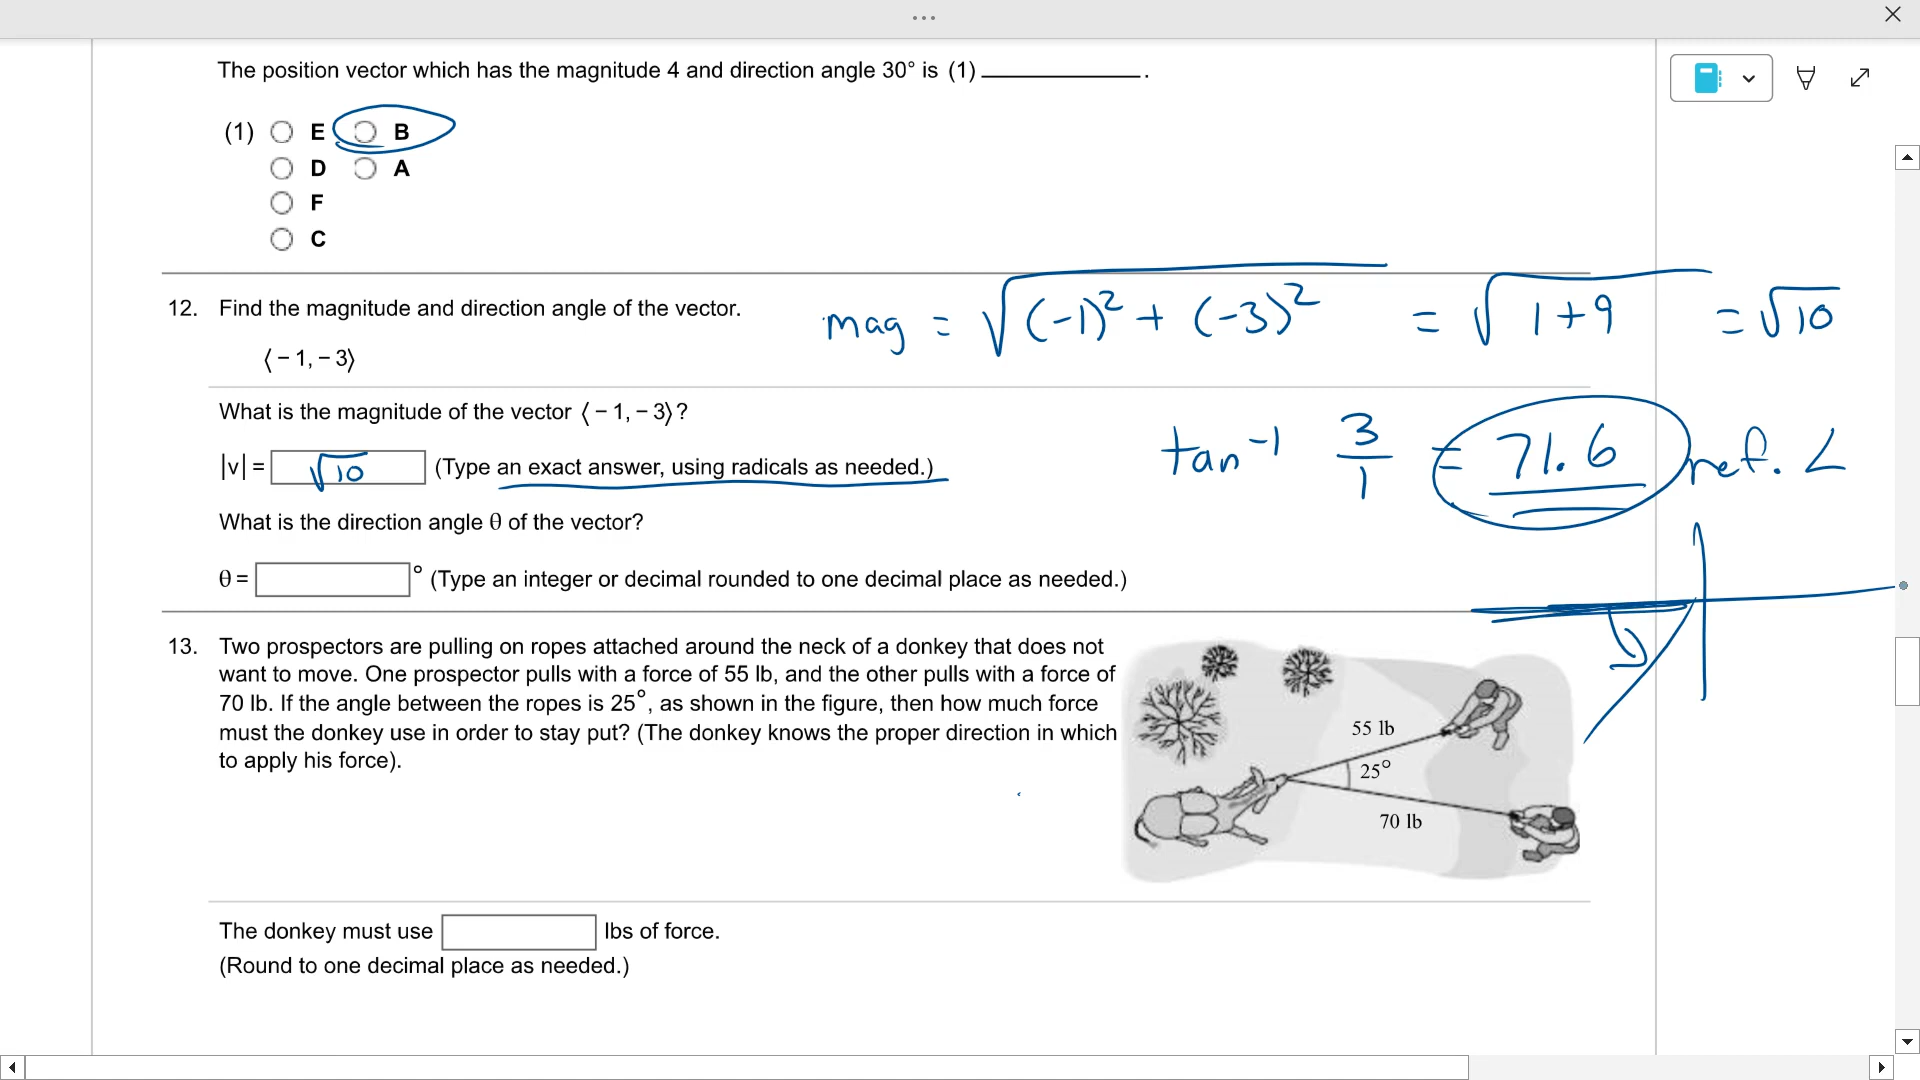 The position vector which has the magnitude 4 and direction angle 30° is (1) ____________.
(1) E B
D A
F
C
12. Find the magnitude and direction angle of the vector.
⟨ − 1, − 3⟩
mag = √((-1)² + (-3)²) = √(1+9) = √10
What is the magnitude of the vector ⟨ − 1, − 3⟩?
tan⁻¹ 3/1 = 71.6 ref. ∠
|v| = √10 (Type an exact answer, using radicals as needed.)
What is the direction angle θ of the vector?
θ = ° (Type an integer or decimal rounded to one decimal place as needed.)
13. Two prospectors are pulling on ropes attached around the neck of a donkey that does not
want to move. One prospector pulls with a force of 55 lb, and the other pulls with a force of
70 lb. If the angle between the ropes is 25°, as shown in the figure, then how much force
must the donkey use in order to stay put? (The donkey knows the proper direction in which
to apply his force).
55 lb
25°
70 lb
The donkey must use lbs of force.
(Round to one decimal place as needed.)